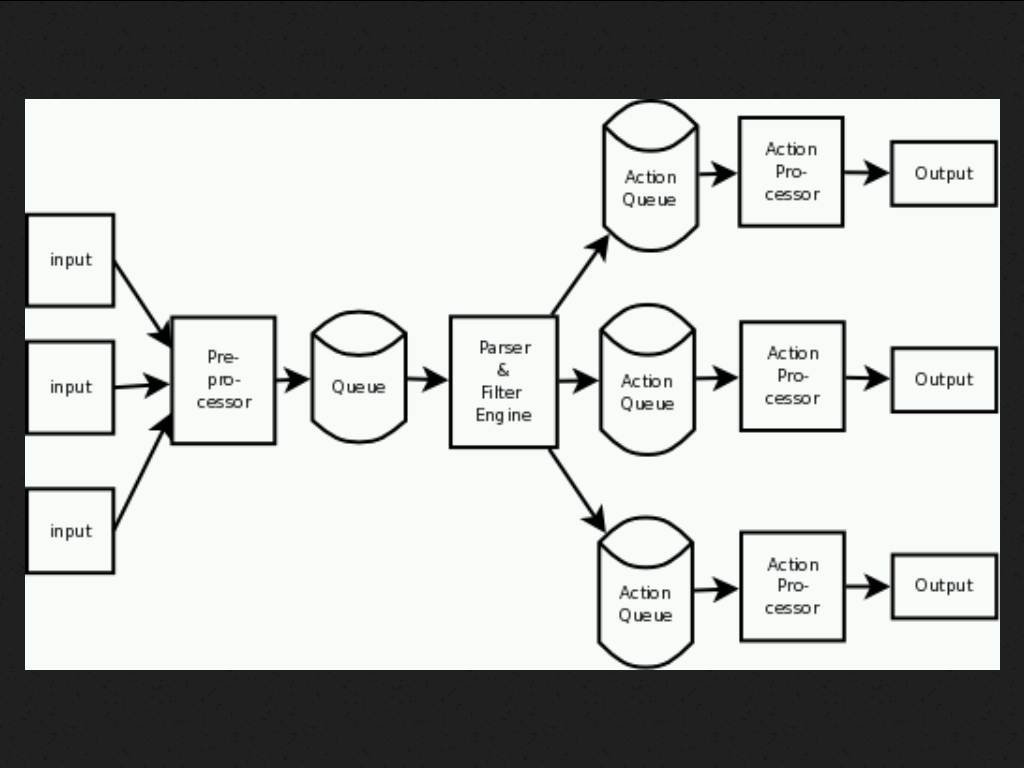 input
input
input
Pre-
pro-
cessor
Queue
Parser
&
Filter
Engine
Action
Queue
Action
Pro-
cessor
Output
Action
Queue
Action
Pro-
cessor
Output
Action
Queue
Action
Pro-
cessor
Output